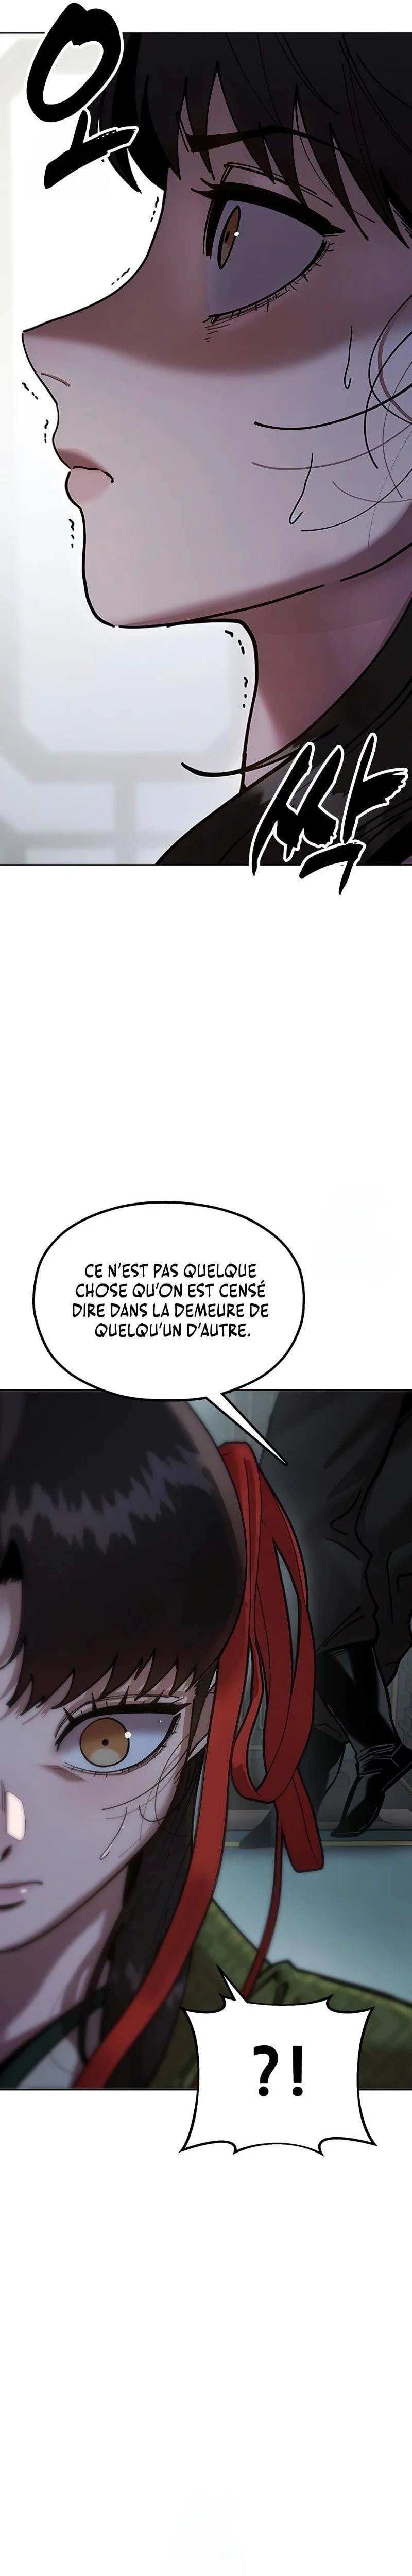 오
싹
CE N'EST PAS QUELQUE
CHOSE QU'ON EST CENSÉ
DIRE DANS LA DEMEURE DE
QUELQU'UN D'AUTRE.
?!